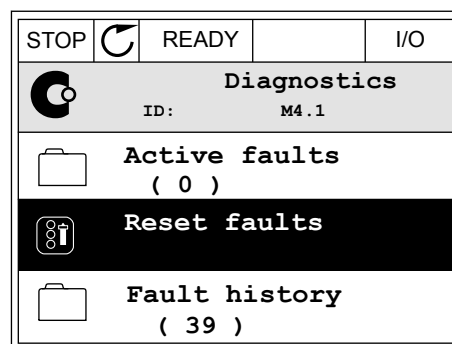 STOP READY I/O
Diagnostics
ID: M4.1
Active faults
( 0 )
Reset faults
Fault history
( 39 )